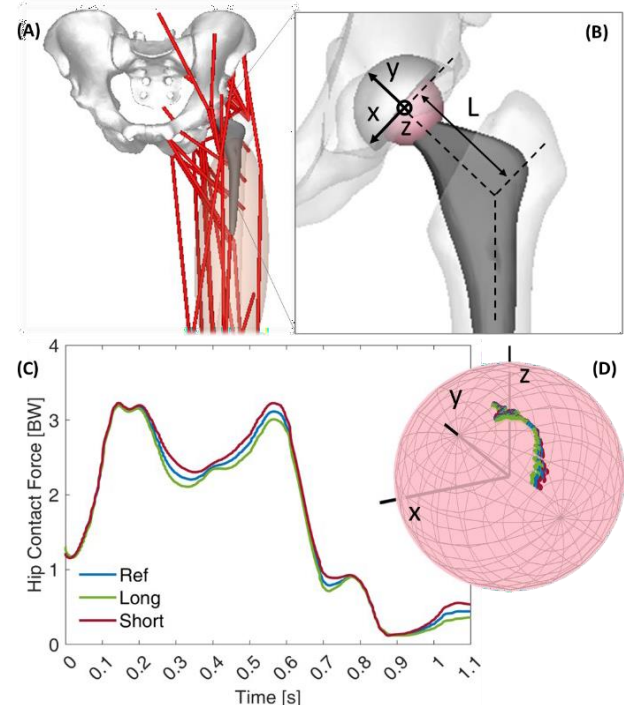 (A)
(B)
y
x
z
L
(C)
4
3
2
1
0
Hip Contact Force [BW]
Ref
Long
Short
0 0.1 0.2 0.3 0.4 0.5 0.6 0.7 0.8 0.9 1 1.1
Time [s]
(D)
z
y
x